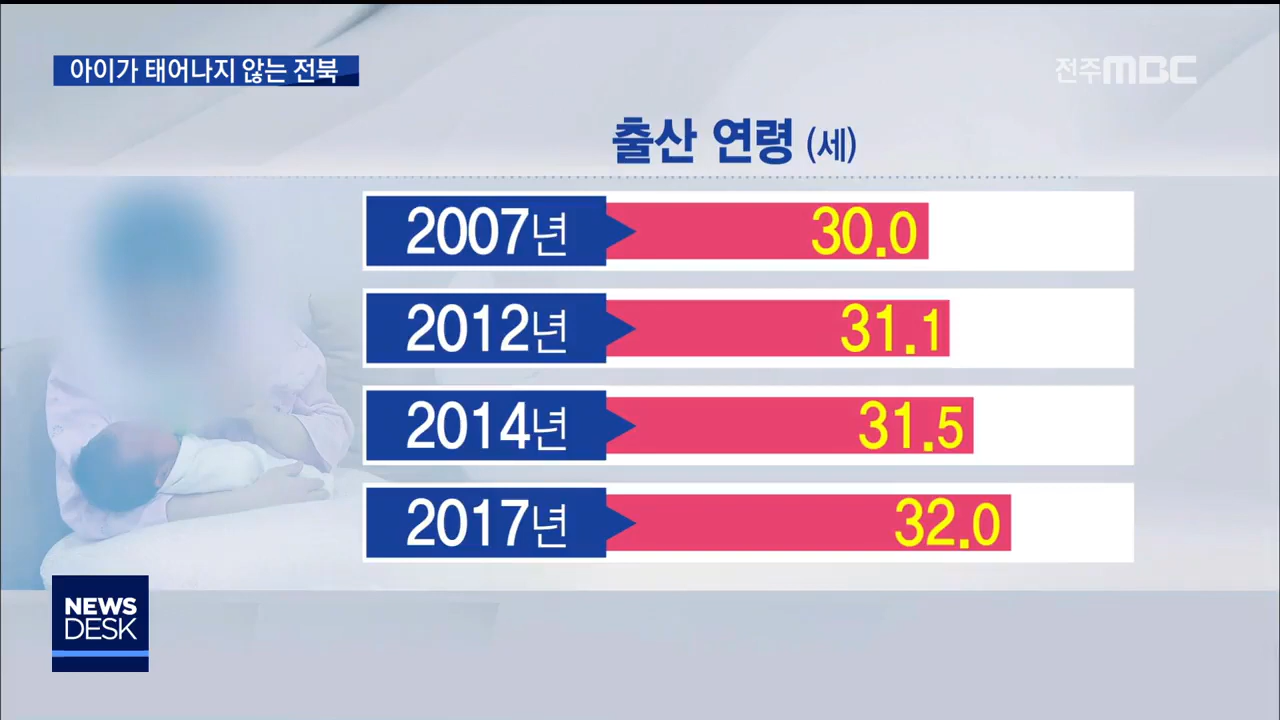 아이가 태어나지 않는 전북
전주MBC
출산 연령 (세)
2007년 30.0
2012년 31.1
2014년 31.5
2017년 32.0
NEWS
DESK